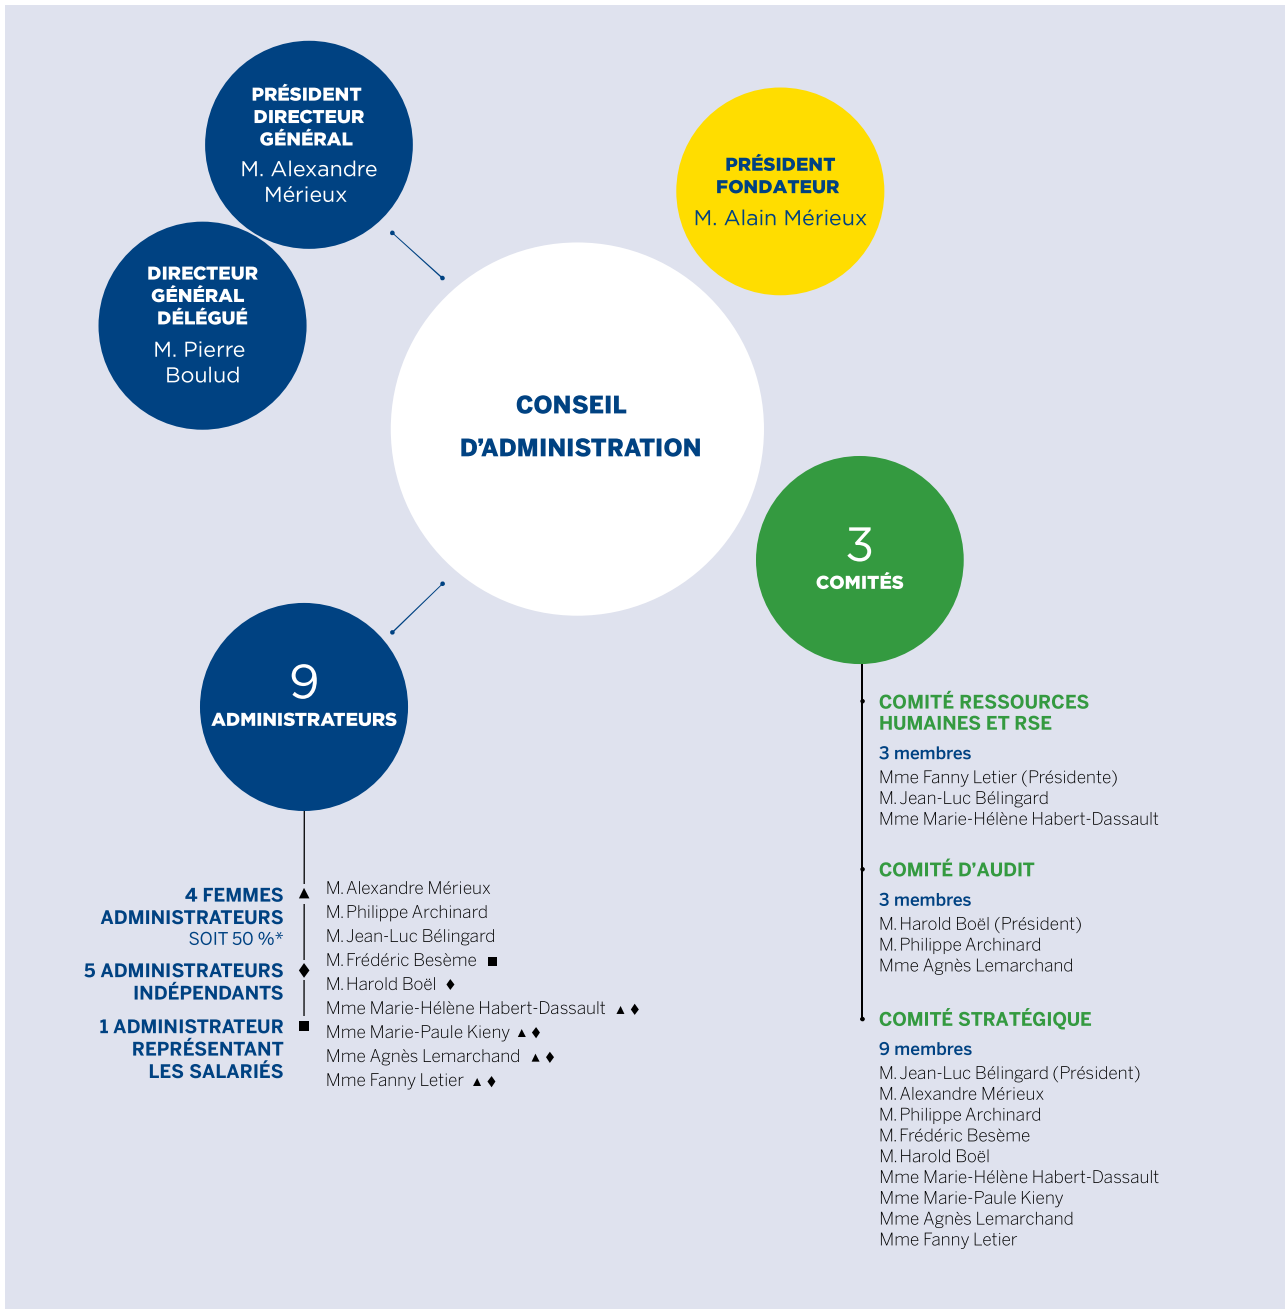 PRÉSIDENT
DIRECTEUR
GÉNÉRAL
M. Alexandre
Mérieux
DIRECTEUR
GÉNÉRAL
DÉLÉGUÉ
M. Pierre
Boulud
PRÉSIDENT
FONDATEUR
M. Alain Mérieux
CONSEIL
D’ADMINISTRATION
3
COMITÉS
9
ADMINISTRATEURS
4 FEMMES
ADMINISTRATEURS
SOIT 50 %*
5 ADMINISTRATEURS
INDÉPENDANTS
1 ADMINISTRATEUR
REPRÉSENTANT
LES SALARIÉS
M. Alexandre Mérieux
M. Philippe Archinard
M. Jean-Luc Bélingard
M. Frédéric Besème ■
M. Harold Boël ♦
Mme Marie-Hélène Habert-Dassault ▲ ♦
Mme Marie-Paule Kieny ▲ ♦
Mme Agnès Lemarchand ▲ ♦
Mme Fanny Letier ▲ ♦
COMITÉ RESSOURCES
HUMAINES ET RSE
3 membres
Mme Fanny Letier (Présidente)
M. Jean-Luc Bélingard
Mme Marie-Hélène Habert-Dassault
COMITÉ D’AUDIT
3 membres
M. Harold Boël (Président)
M. Philippe Archinard
Mme Agnès Lemarchand
COMITÉ STRATÉGIQUE
9 membres
M. Jean-Luc Bélingard (Président)
M. Alexandre Mérieux
M. Philippe Archinard
M. Frédéric Besème
M. Harold Boël
Mme Marie-Hélène Habert-Dassault
Mme Marie-Paule Kieny
Mme Agnès Lemarchand
Mme Fanny Letier